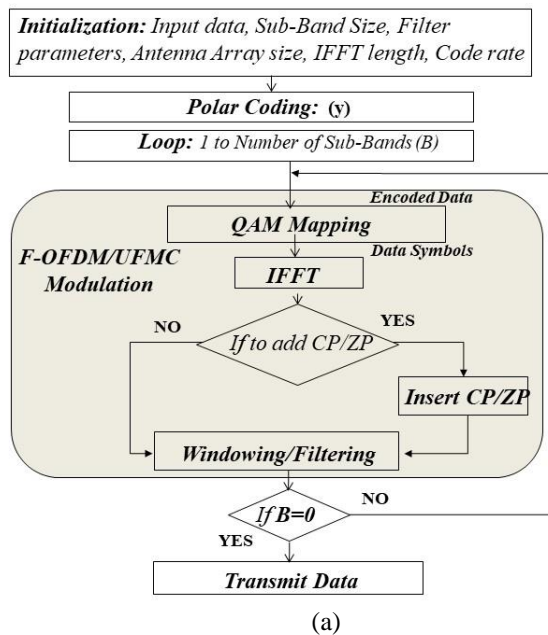 Initialization: Input data, Sub-Band Size, Filter
parameters, Antenna Array size, IFFT length, Code rate
Polar Coding: (y)
Loop: 1 to Number of Sub-Bands (B)
Encoded Data
QAM Mapping
Data Symbols
F-OFDM/UFMC
Modulation
IFFT
NO
YES
If to add CP/ZP
Insert CP/ZP
Windowing/Filtering
If B=0
NO
YES
Transmit Data
(a)